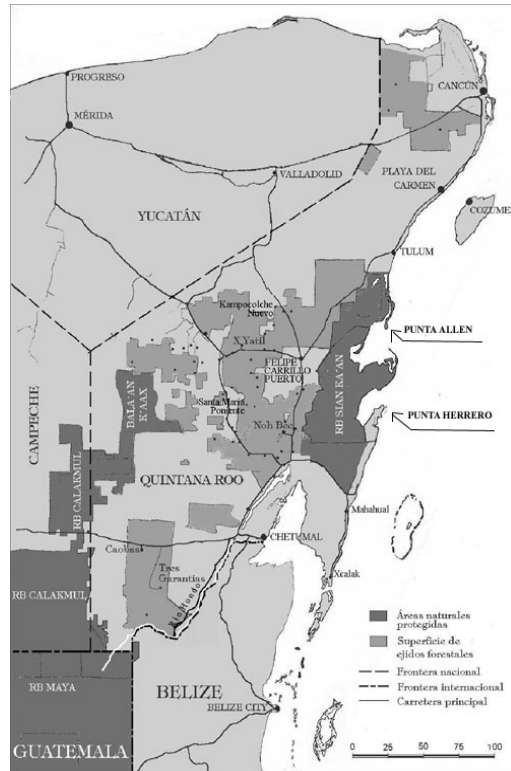 PROGRESO
CANCÚN
MÉRIDA
VALLADOLID
PLAYA DEL
CARMEN
COZUME
YUCATÁN
TULUM
Kampocolche
Nuevo
PUNTA ALLEN
X.Yatil
FELIPE
CARRILLO
PUERTO
BALA'AN
K'AAX
RB SIAN KA'AN
Santa María
Poniente
PUNTA HERRERO
CAMPECHE
Noh Bec
RB CALAKMUL
QUINTANA ROO
Mahahual
CHETUMAL
Caobas
Tres
Garantías
Xcalak
RB CALAKMUL
Río Hondo
Áreas naturales
protegidas
Superficie de
ejidos forestales
Frontera nacional
Frontera internacional
Carretera principal
RB MAYA
BELIZE
BELIZE CITY
GUATEMALA
0 25 50 75 100